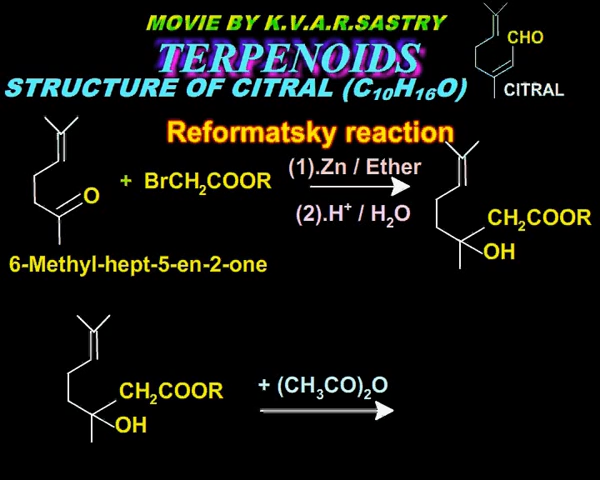 MOVIE BY K.V.A.R.SASTRY
TERPENOIDS
STRUCTURE OF CITRAL (C₁₀H₁₆O)
CHO
CITRAL
Reformatsky reaction
O
+ BrCH₂COOR
(1).Zn / Ether
(2).H⁺ / H₂O
CH₂COOR
OH
6-Methyl-hept-5-en-2-one
CH₂COOR
OH
+ (CH₃CO)₂O